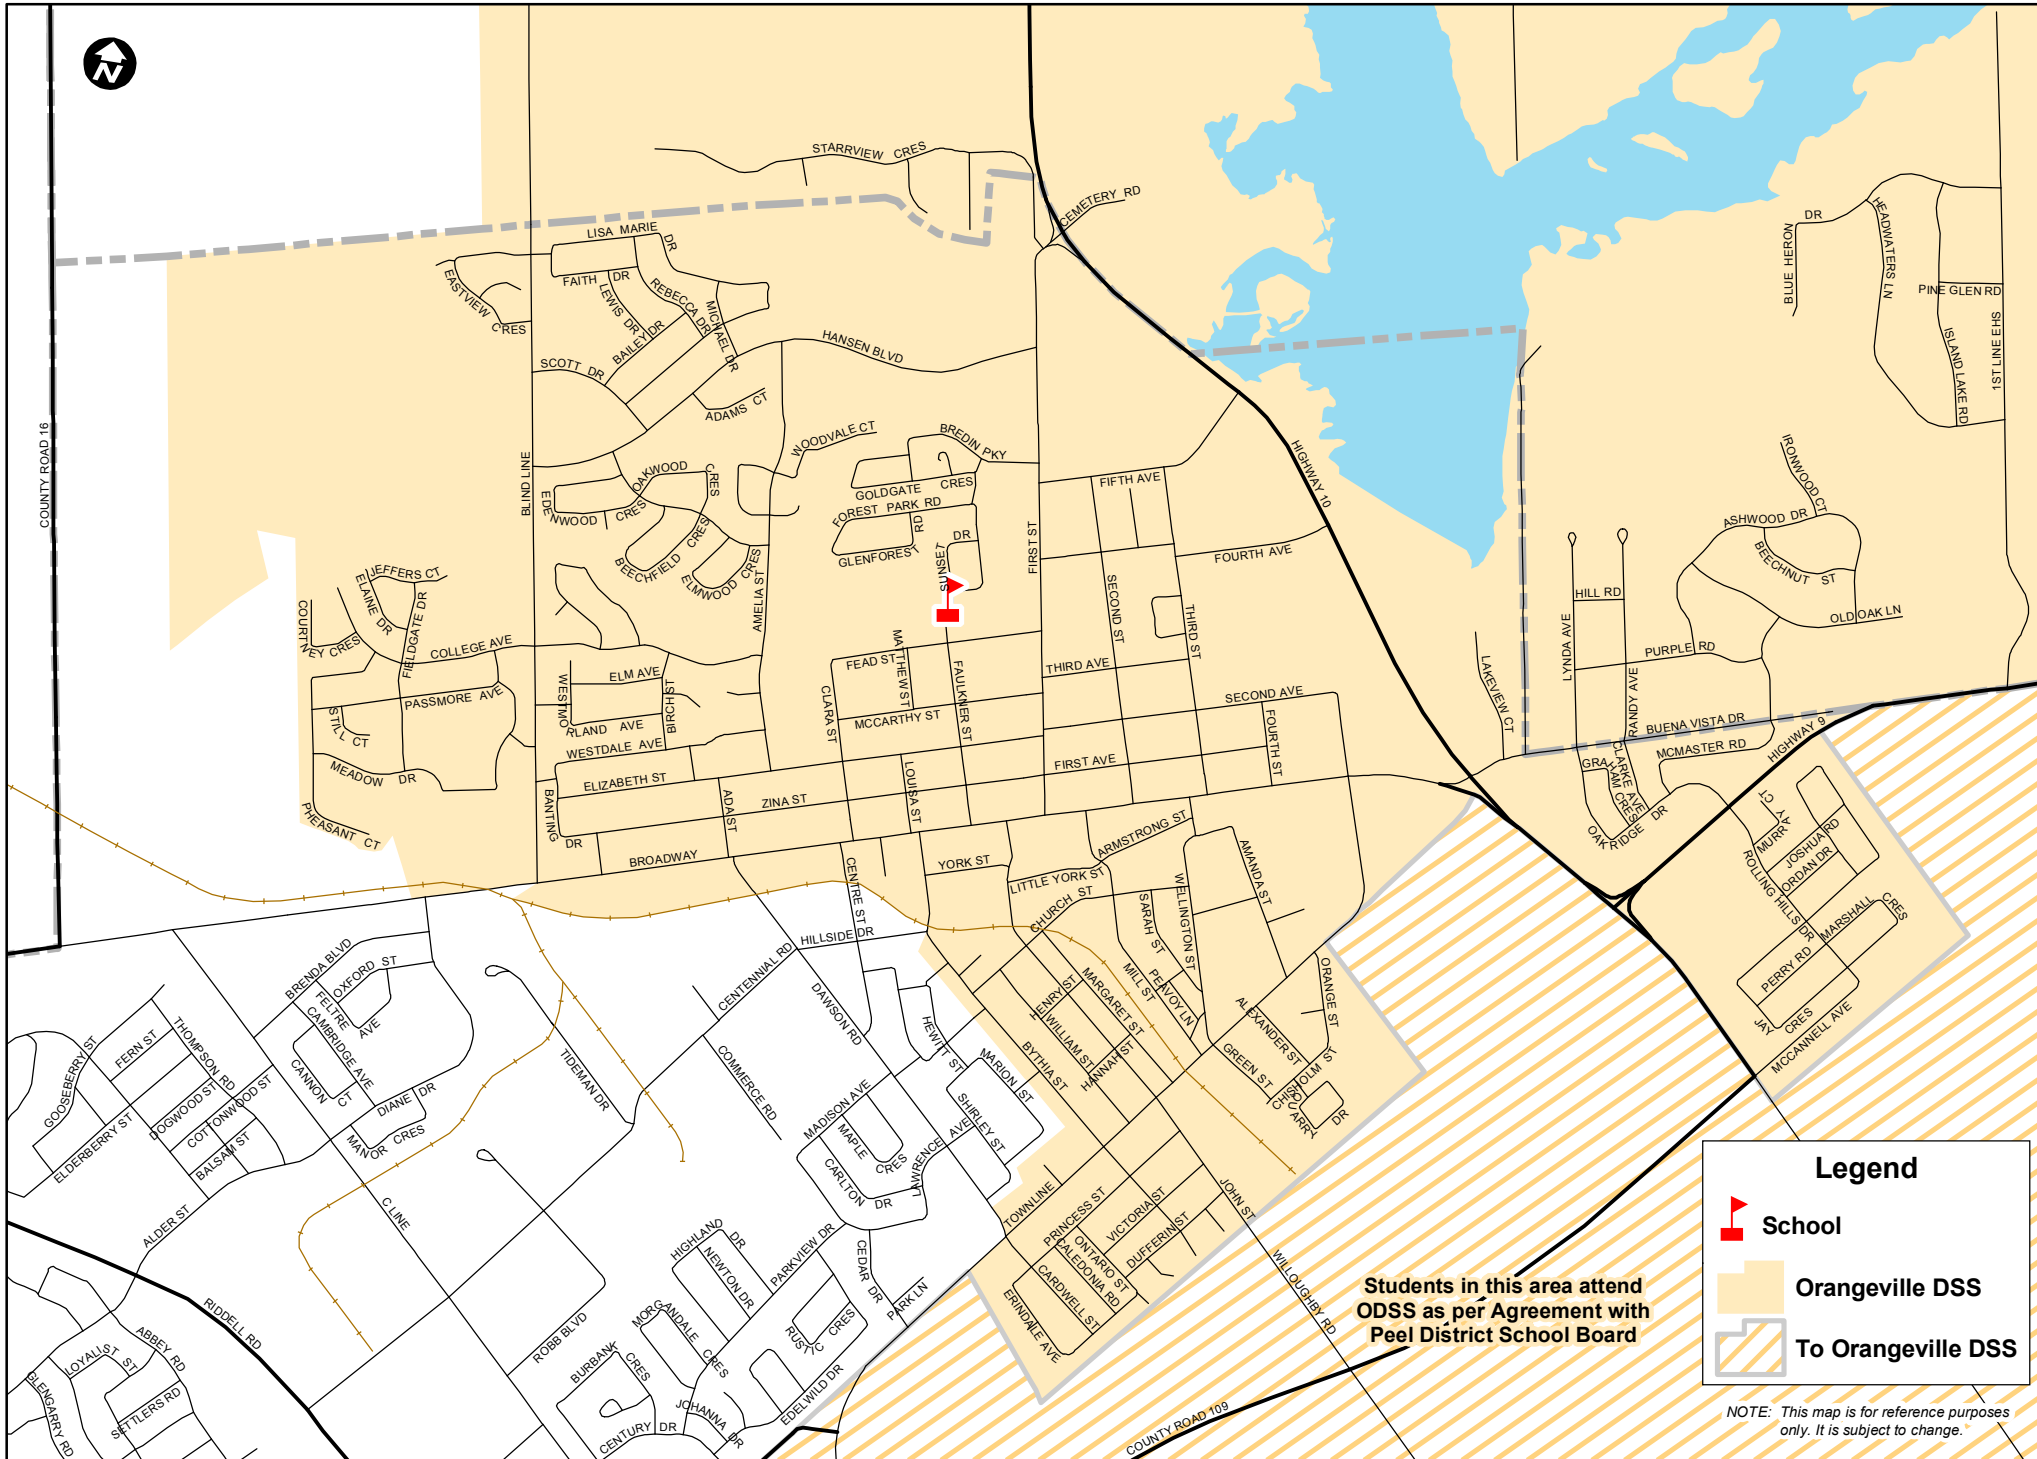 N
STARRVIEW CRES
CEMETERY RD
LISA MARIE DR
FAITH DR
LEWIS DR
REBECCA DR
MICHAEL DR
BAILEY DR
EASTVIEW CRES
SCOTT DR
HANSEN BLVD
ADAMS CT
BLUE HERON DR
HEADWATERS LN
PINE GLEN RD
ISLAND LAKE RD
1ST LINE EHS
COUNTY ROAD 16
BLIND LINE
WOODVALE CT
BREDIN PKY
OAKWOOD CRES
EDENWOOD CRES
BEECHFIELD CRES
ELMWOOD CRES
AMELIA ST
GOLDGATE CRES
FOREST PARK RD
GLENFOREST RD
SUNSET DR
FIRST ST
FIFTH AVE
FOURTH AVE
HIGHWAY 10
SECOND ST
THIRD ST
IRONWOOD CT
ASHWOOD DR
BEECHNUT ST
OLD OAK LN
HILL RD
LYNDA AVE
PURPLE RD
RANDY AVE
LAKEVIEW CT
BUENA VISTA DR
MCMASTER RD
HIGHWAY 9
JEFFERS CT
ELAINE DR
FIELDGATE DR
COURTNEY CRES
COLLEGE AVE
PASSMORE AVE
STILL CT
MEADOW DR
PHEASANT CT
ELM AVE
WESTMORLAND AVE
BIRCH ST
WESTDALE AVE
ELIZABETH ST
BANTING DR
ADA ST
ZINA ST
BROADWAY
FEAD ST
MATTHEW ST
CLARA ST
MCCARTHY ST
FAULKNER ST
LOUISA ST
THIRD AVE
SECOND AVE
FIRST AVE
FOURTH ST
GRAHAM CRES
CLARKE AVE
OAKRIDGE DR
MURRAY CT
JOSHUA RD
JORDAN DR
ROLLING HILLS DR
MARSHALL CRES
PERRY RD
JAY CRES
MCCANNELL AVE
CENTRE ST
YORK ST
LITTLE YORK ST
ARMSTRONG ST
CHURCH ST
SARAH ST
WELLINGTON ST
AMANDA ST
HILLSIDE DR
CENTENNIAL RD
DAWSON RD
BRENDA BLVD
OXFORD ST
FELTRE AVE
CAMBRIDGE AVE
CANNON CT
DIANE DR
MANOR CRES
THOMPSON RD
FERN ST
GOOSEBERRY ST
DOGWOOD ST
COTTONWOOD ST
BALSAM ST
ELDERBERRY ST
ALDER ST
TIDEMAN DR
COMMERCE RD
HEWITT ST
MARION ST
SHIRLEY ST
LAWRENCE AVE
MADISON AVE
MAPLE CRES
CARLTON DR
HENRY ST
MARGARET ST
MILL ST
PEAVOY LN
WILLIAM ST
HANNAH ST
BYTHIA ST
GREEN ST
ALEXANDER ST
ORANGE ST
CHISHOLM ST
QUARRY DR
TOWNLINE
PRINCESS ST
VICTORIA ST
ONTARIO ST
CALEDONIA RD
DUFFERIN ST
CARDWELL ST
ERINDALE AVE
JOHN ST
WILLOUGHBY RD
C LINE
HIGHLAND DR
NEWTON DR
PARKVIEW DR
CEDAR DR
PARK LN
RUSTIC CRES
MORGANDALE CRES
BURBANK CRES
ROBB BLVD
CENTURY DR
JOHANNA DR
EDELWILD DR
RIDDELL RD
ABBEY RD
LOYALIST ST
SETTLERS RD
GLENGARRY RD
COUNTY ROAD 109
Students in this area attend
ODSS as per Agreement with
Peel District School Board
Legend
School
Orangeville DSS
To Orangeville DSS
NOTE: This map is for reference purposes
only. It is subject to change.